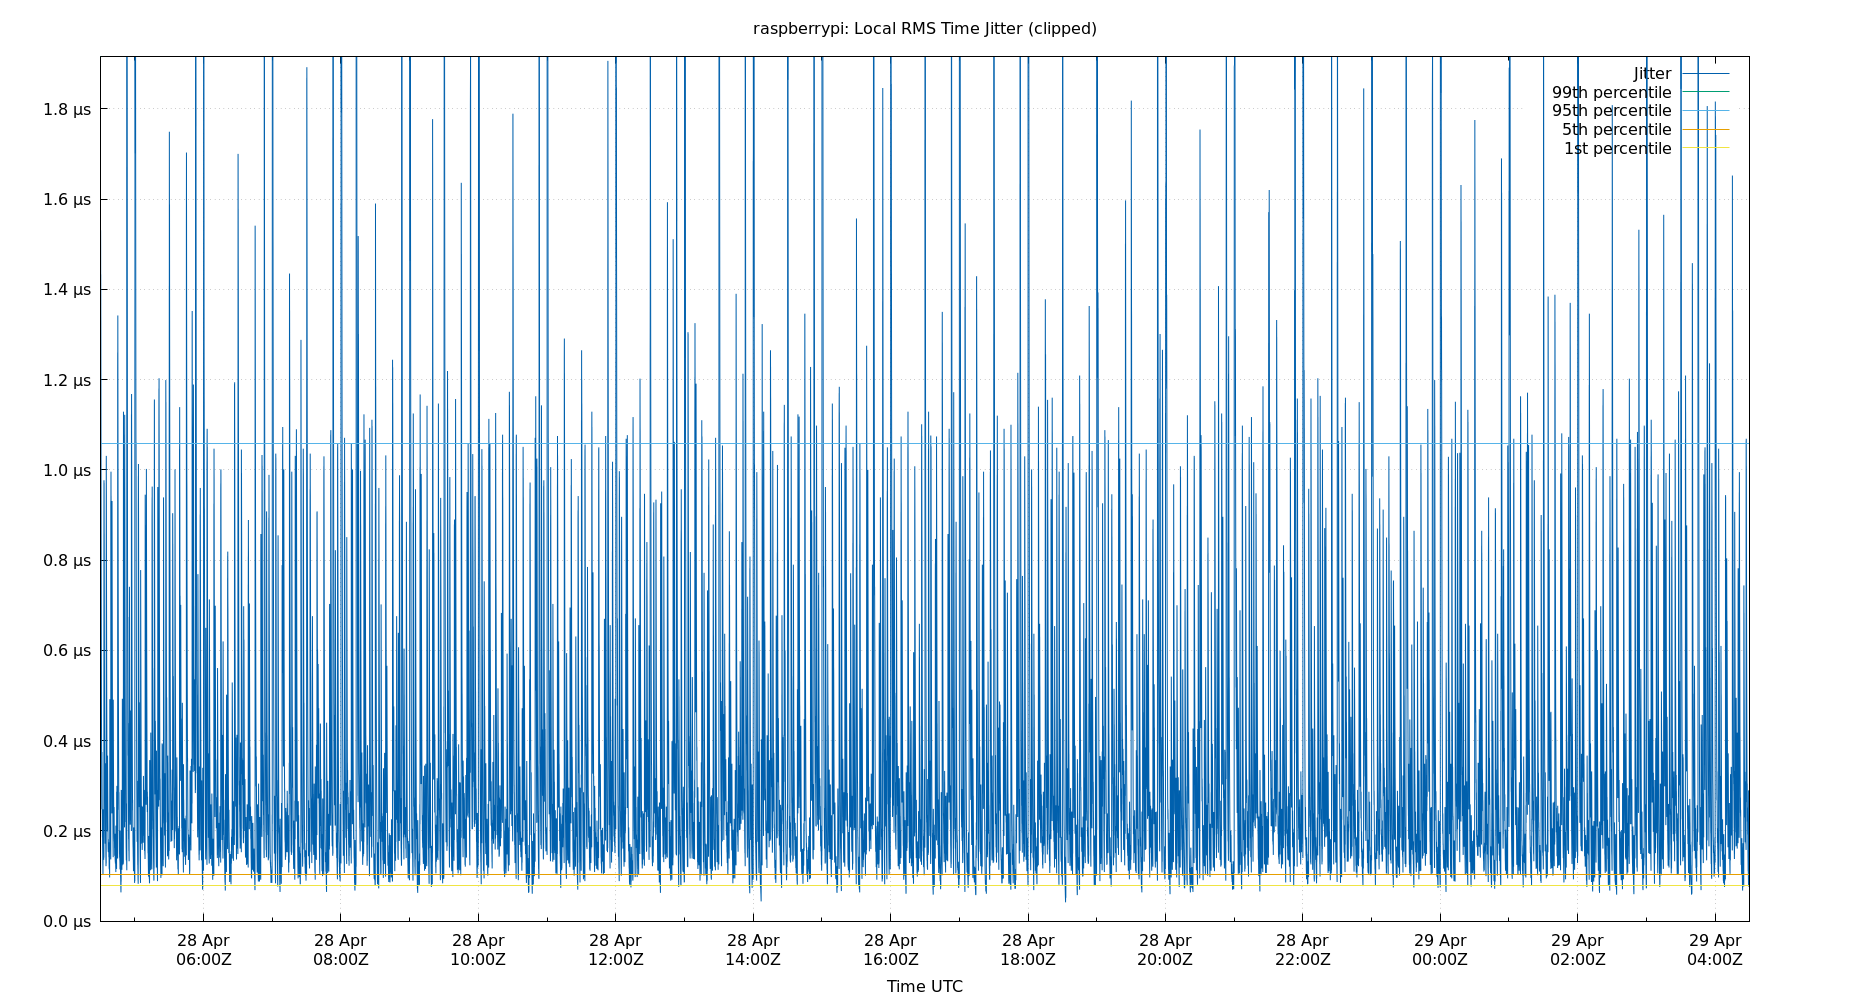 raspberrypi: Local RMS Time Jitter (clipped)
Jitter
99th percentile
95th percentile
5th percentile
1st percentile
1.8 µs
1.6 µs
1.4 µs
1.2 µs
1.0 µs
0.8 µs
0.6 µs
0.4 µs
0.2 µs
0.0 µs
28 Apr 28 Apr 28 Apr 28 Apr 28 Apr 28 Apr 28 Apr 28 Apr 28 Apr 29 Apr 29 Apr 29 Apr
06:00Z 08:00Z 10:00Z 12:00Z 14:00Z 16:00Z 18:00Z 20:00Z 22:00Z 00:00Z 02:00Z 04:00Z
Time UTC